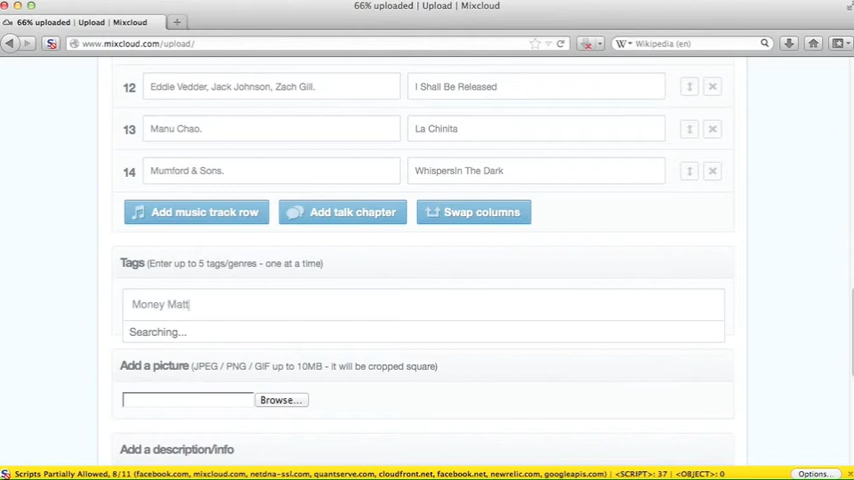 66% uploaded | Upload | Mixcloud
66% uploaded | Upload | Mixcloud
www.mixcloud.com/upload/
Wikipedia (en)
12 Eddie Vedder, Jack Johnson, Zach Gill. I Shall Be Released
13 Manu Chao. La Chinita
14 Mumford & Sons. WhispersIn The Dark
Add music track row Add talk chapter Swap columns
Tags (Enter up to 5 tags/genres - one at a time)
Money Matt
Searching...
Add a picture (JPEG / PNG / GIF up to 10MB - it will be cropped square)
Browse...
Add a description/info
Scripts Partially Allowed, 8/11 (facebook.com, mixcloud.com, netdna-ssl.com, quantserve.com, cloudfront.net, facebook.net, newrelic.com, googleapis.com) | <SCRIPT>: 37 | <OBJECT>: 0 Options...